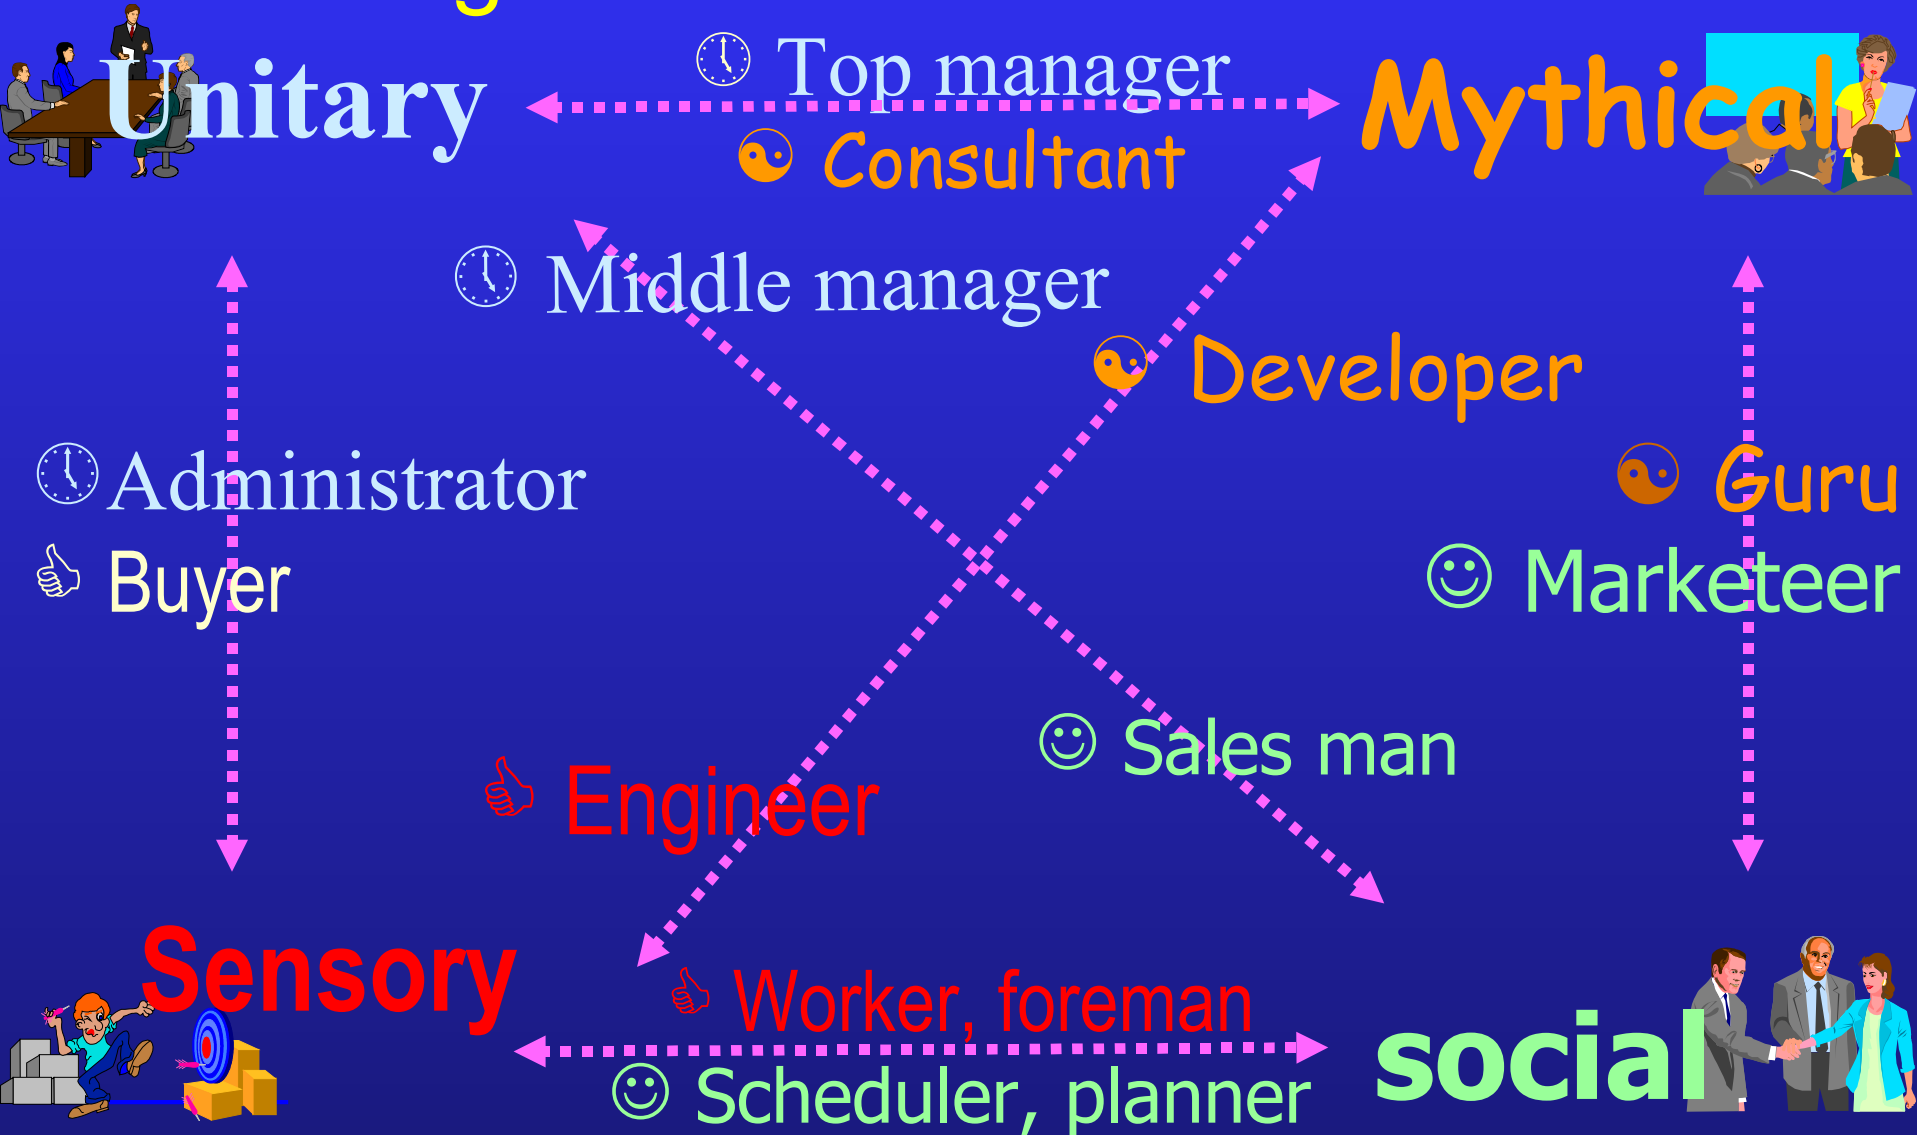 Unitary
Top manager
Mythical
Consultant
Middle manager
Developer
Administrator
Guru
Buyer
Marketeer
Sales man
Engineer
Sensory
Worker, foreman
social
Scheduler, planner